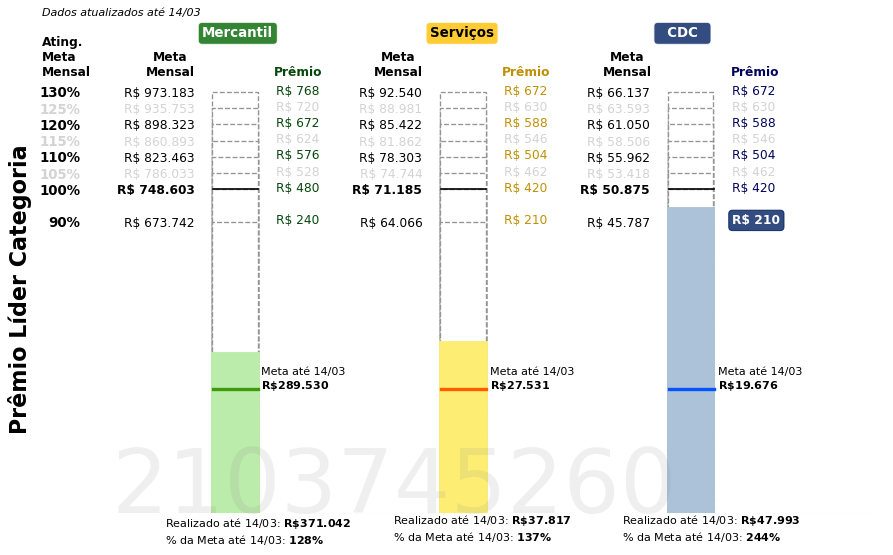 Dados atualizados até 14/03
Mercantil
Serviços
CDC
Ating.
Meta
Mensal
Meta
Mensal
Prêmio
Meta
Mensal
Prêmio
Meta
Mensal
Prêmio
130% R$ 973.183 R$ 768 R$ 92.540 R$ 672 R$ 66.137 R$ 672
125% R$ 935.753 R$ 720 R$ 88.981 R$ 630 R$ 63.593 R$ 630
120% R$ 898.323 R$ 672 R$ 85.422 R$ 588 R$ 61.050 R$ 588
115% R$ 860.893 R$ 624 R$ 81.862 R$ 546 R$ 58.506 R$ 546
110% R$ 823.463 R$ 576 R$ 78.303 R$ 504 R$ 55.962 R$ 504
105% R$ 786.033 R$ 528 R$ 74.744 R$ 462 R$ 53.418 R$ 462
100% R$ 748.603 R$ 480 R$ 71.185 R$ 420 R$ 50.875 R$ 420
90% R$ 673.742 R$ 240 R$ 64.066 R$ 210 R$ 45.787 R$ 210
Prêmio Líder Categoria
Meta até 14/03
R$289.530
Meta até 14/03
R$27.531
Meta até 14/03
R$19.676
2103745260
Realizado até 14/03: R$371.042
% da Meta até 14/03: 128%
Realizado até 14/03: R$37.817
% da Meta até 14/03: 137%
Realizado até 14/03: R$47.993
% da Meta até 14/03: 244%